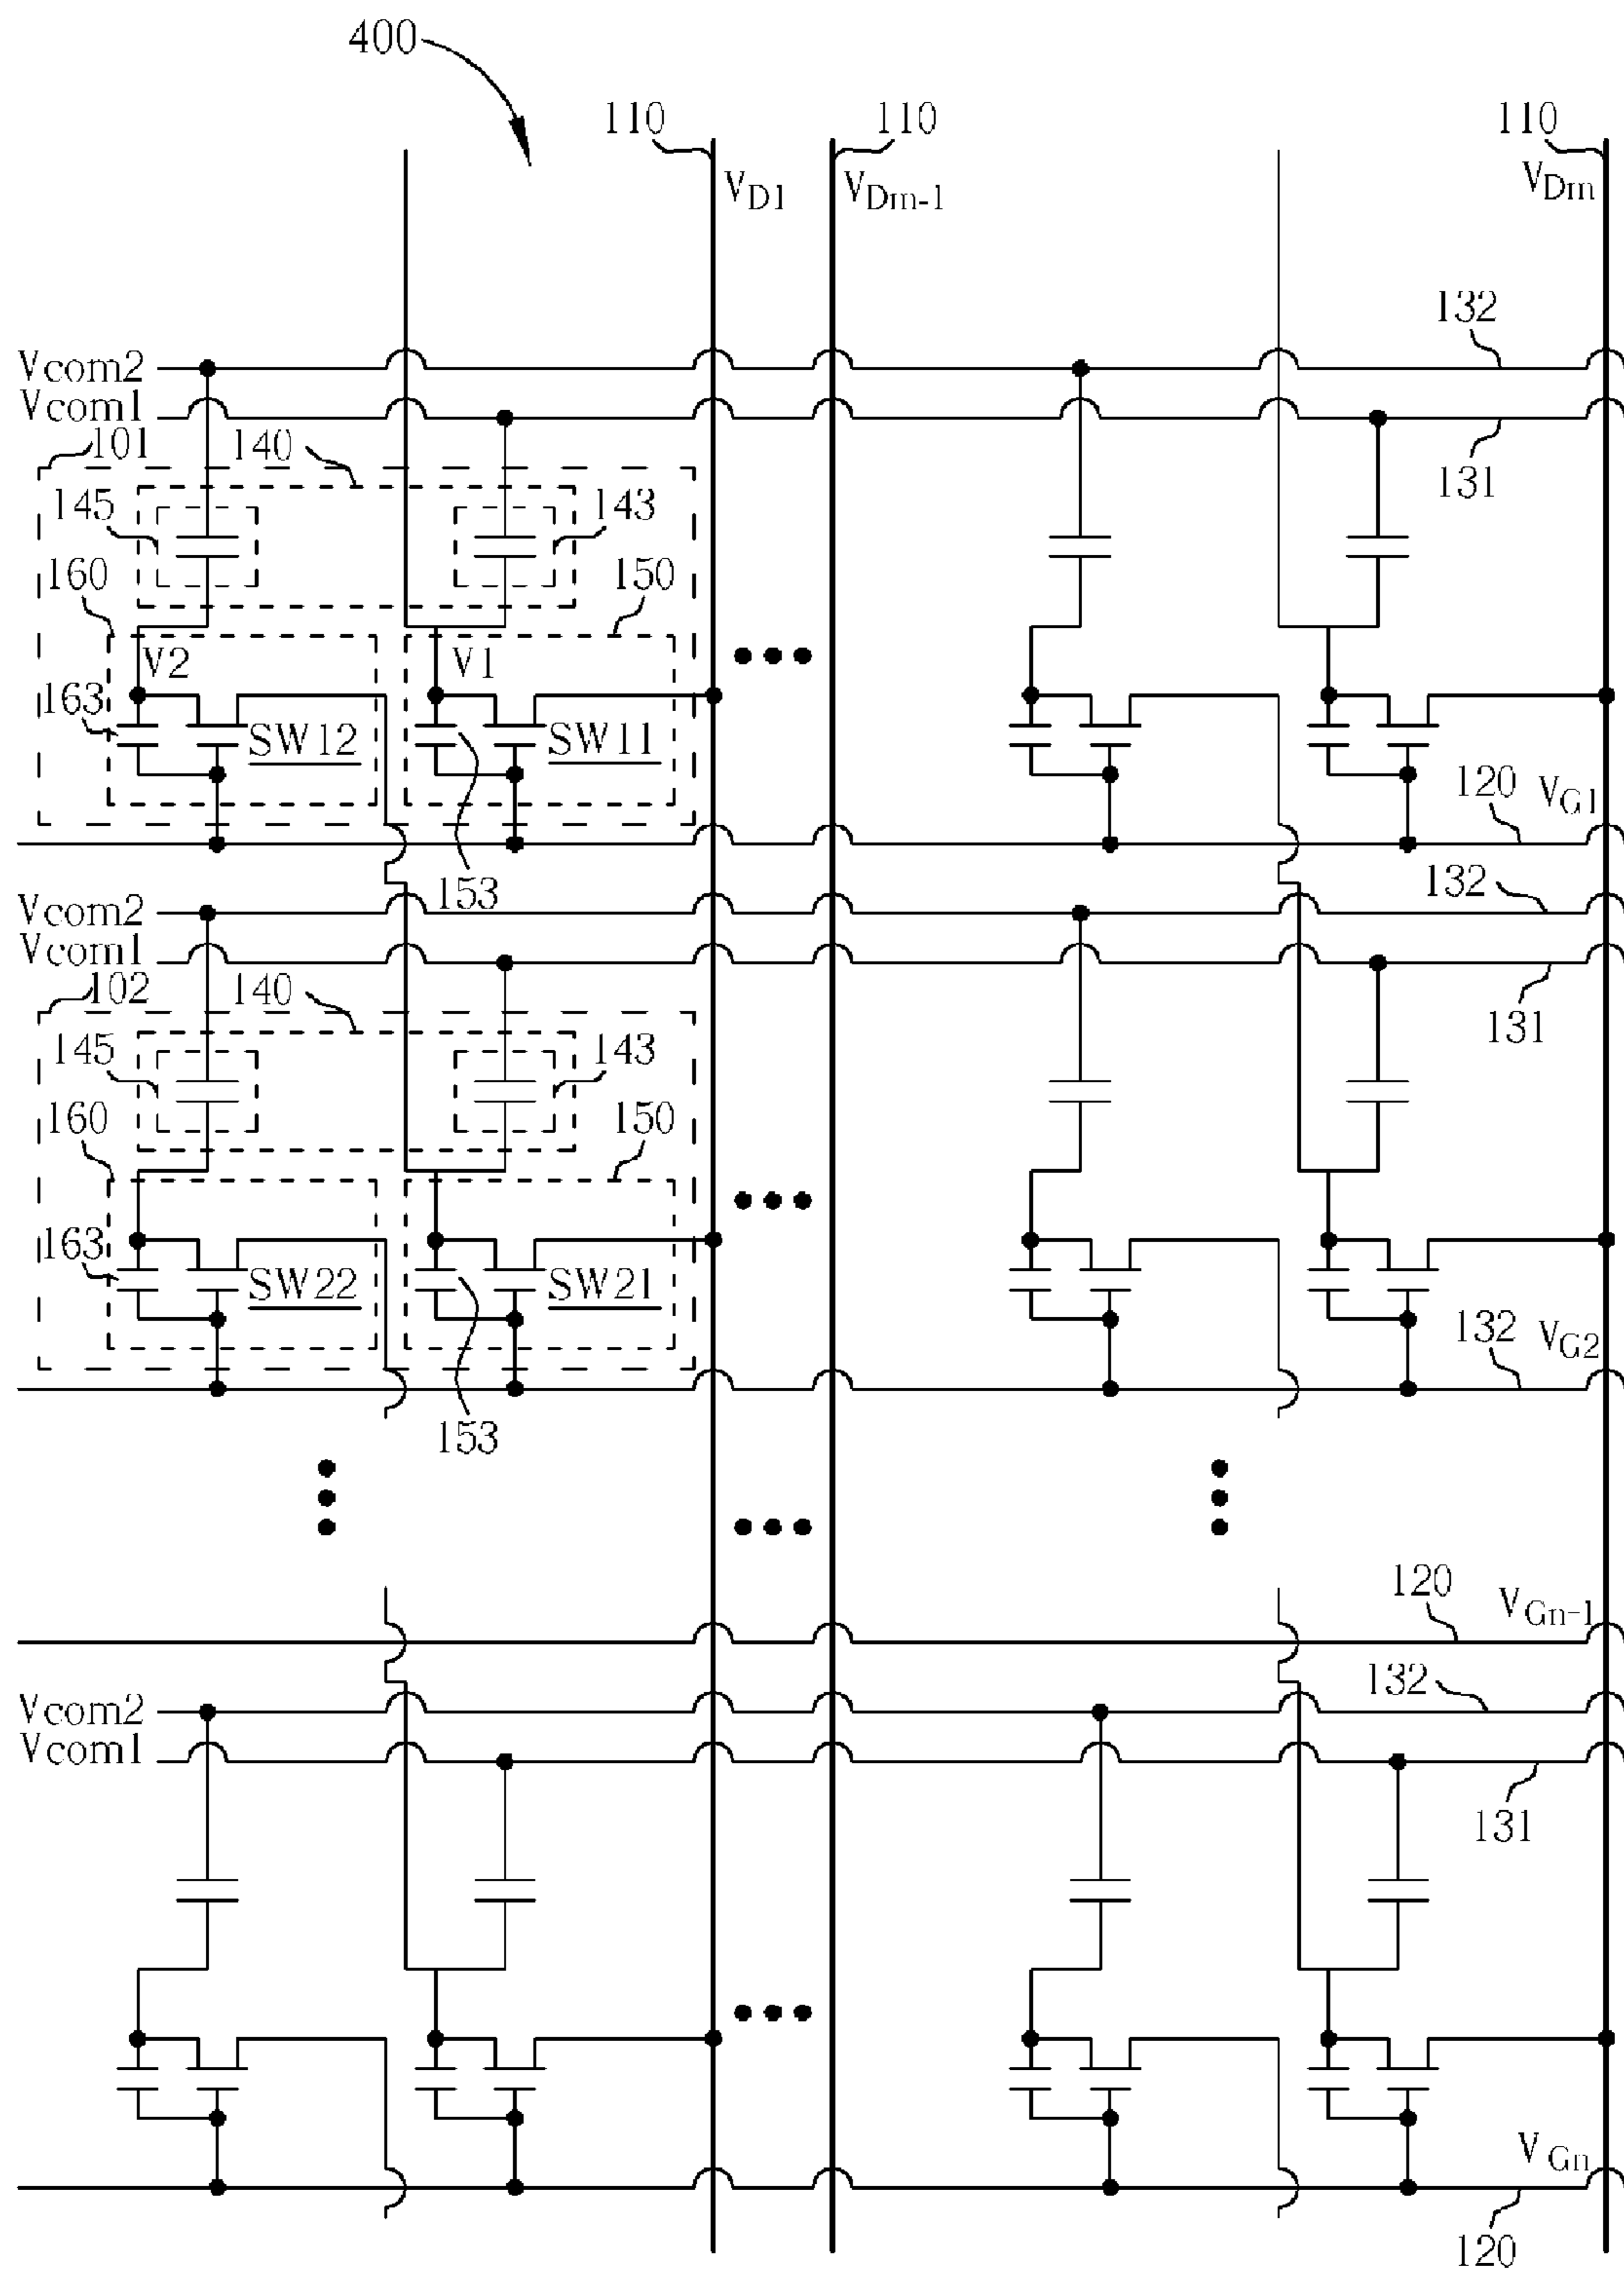 400
110 110 110
VD1 VDm-1 VDm
132
Vcom2
Vcom1
101 140
131
145 143
160 150
V2 V1
163
SW12 SW11
120 VG1
153
132
Vcom2
Vcom1
102 140
131
145 143
160 150
163
SW22 SW21
132 VG2
153
120 VGn-1
132
Vcom2
Vcom1
131
VGn
120